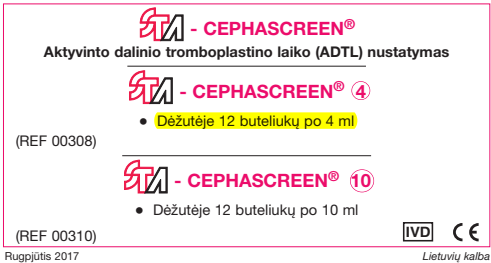 STA - CEPHASCREEN®
Aktyvinto dalinio tromboplastino laiko (ADTL) nustatymas
STA - CEPHASCREEN® 4
● Dėžutėje 12 buteliukų po 4 ml
(REF 00308)
STA - CEPHASCREEN® 10
● Dėžutėje 12 buteliukų po 10 ml
(REF 00310)
IVD CE
Rugpjūtis 2017
Lietuvių kalba